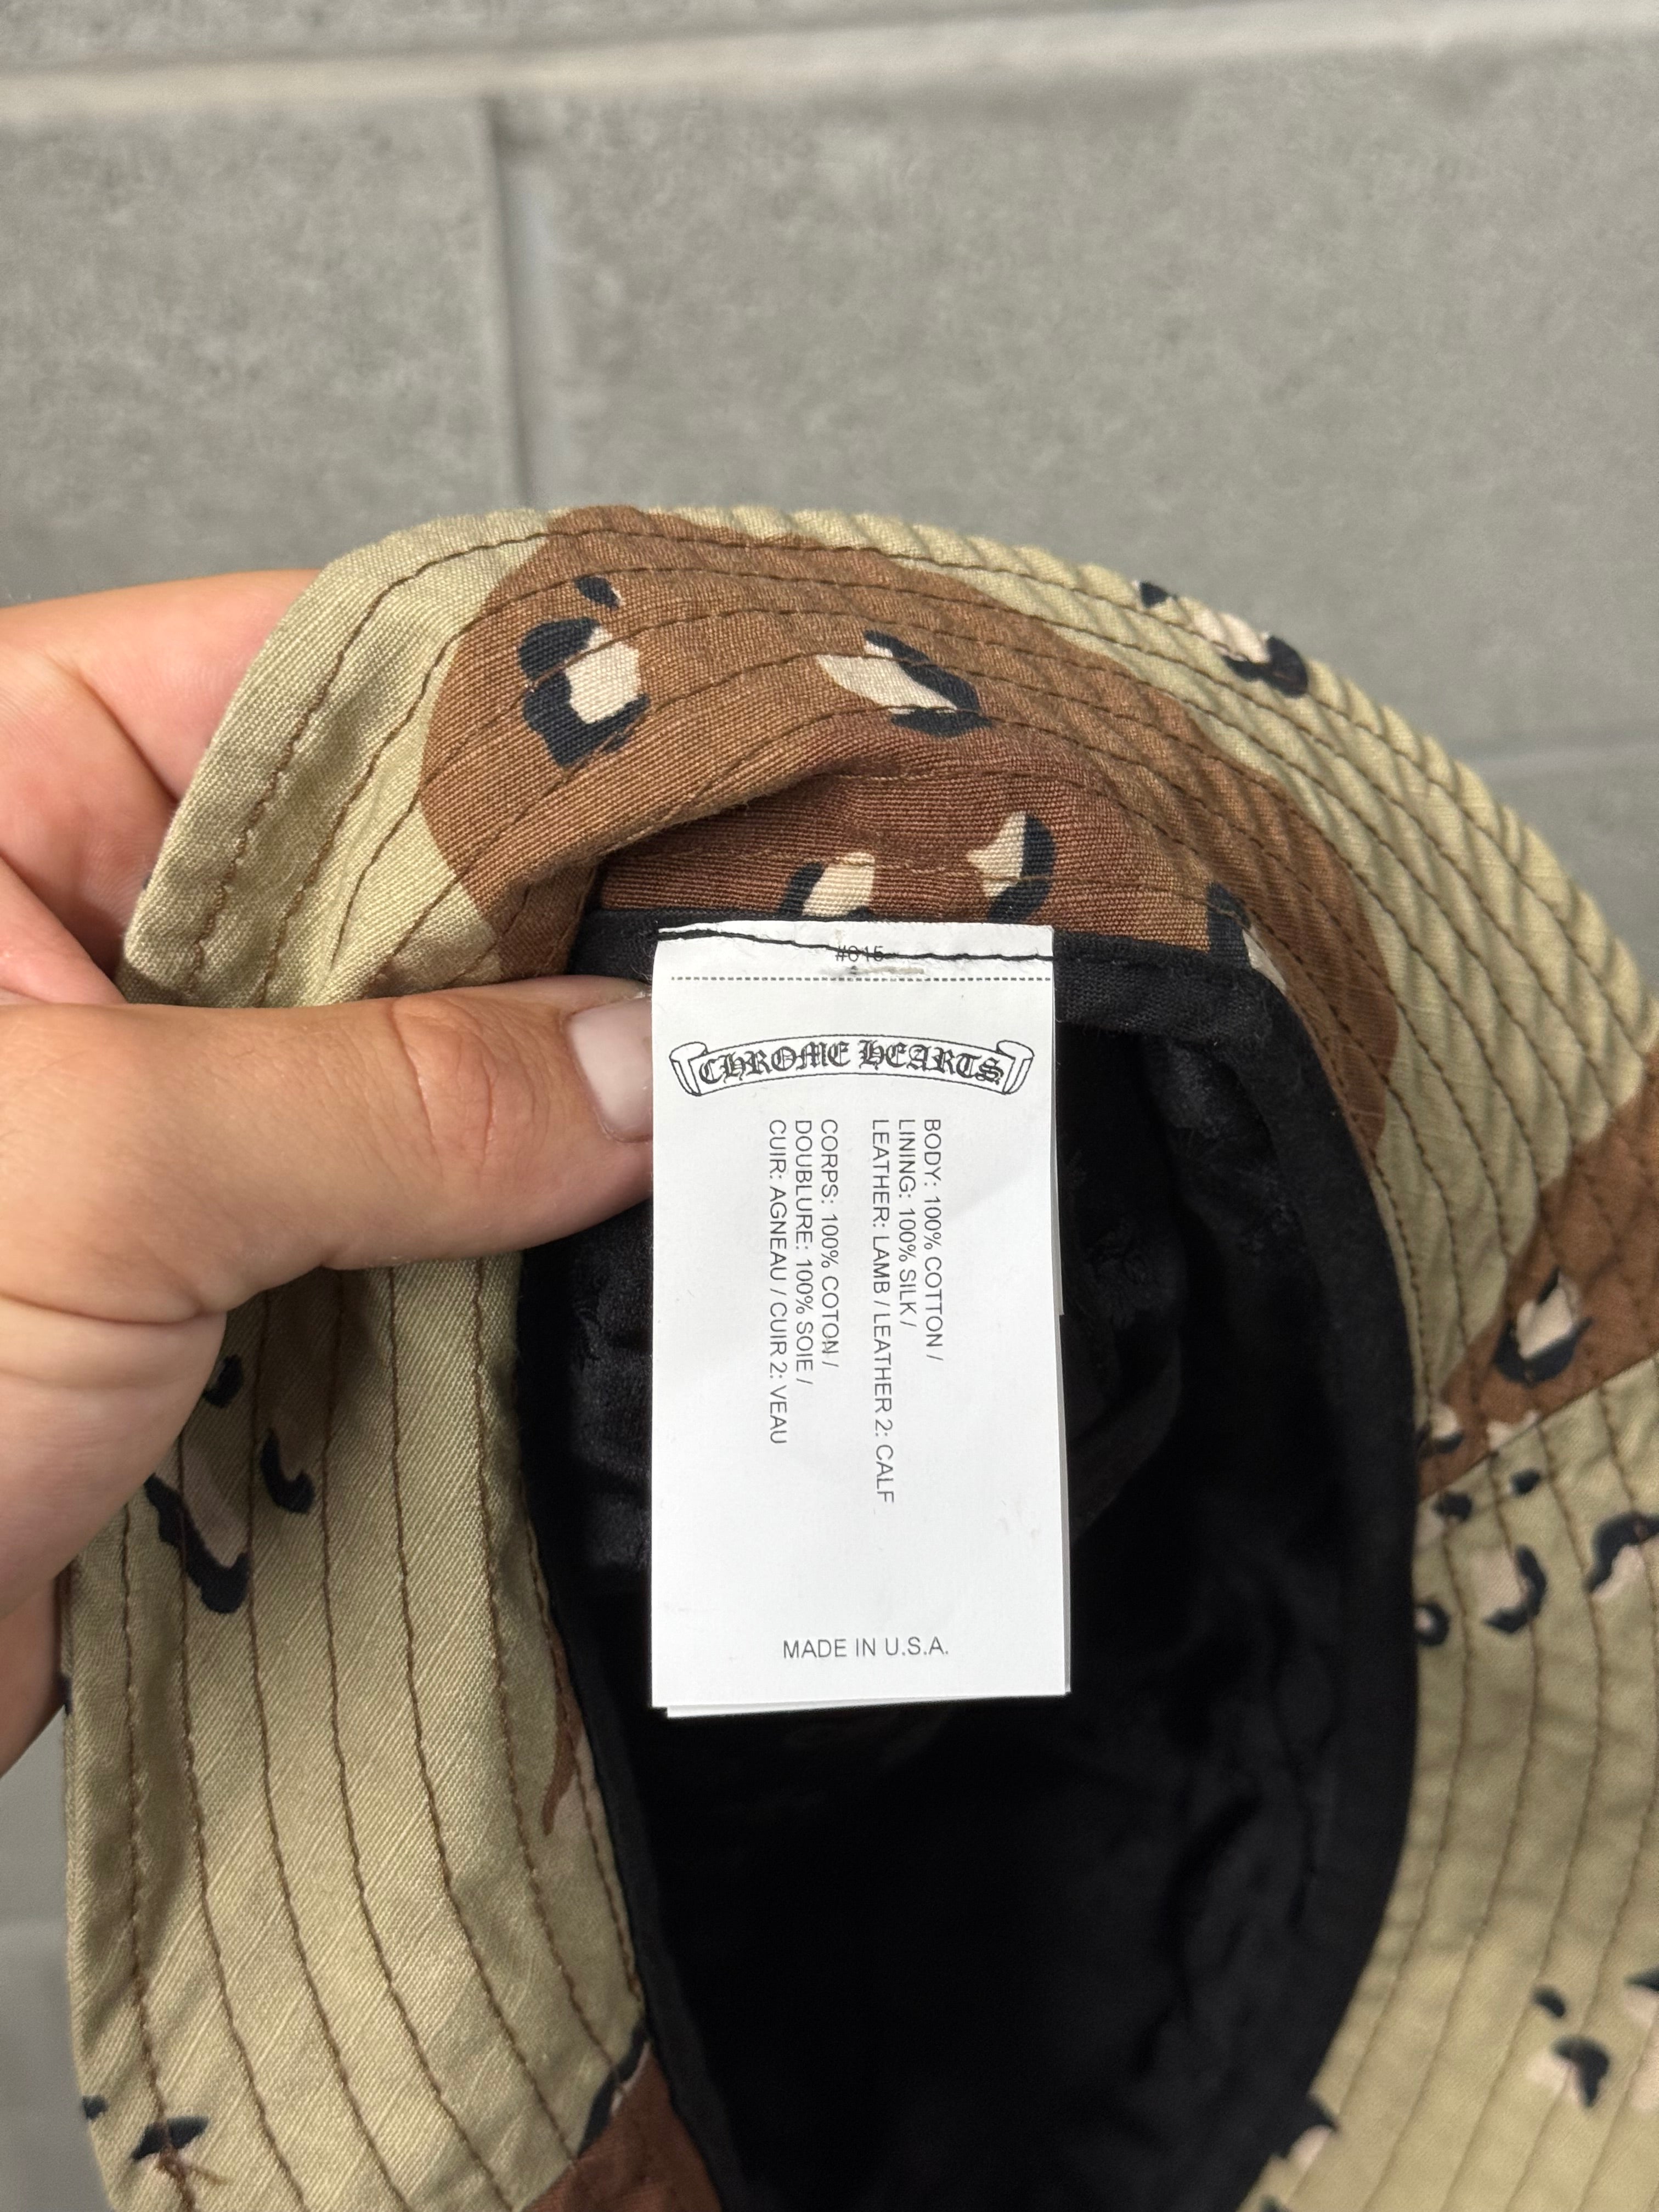 #815
CHROME HEARTS
BODY: 100% COTTON /
LINING: 100% SILK /
LEATHER: LAMB / LEATHER 2: CALF
CORPS: 100% COTON /
DOUBLURE: 100% SOIE /
CUIR: AGNEAU / CUIR 2: VEAU
MADE IN U.S.A.